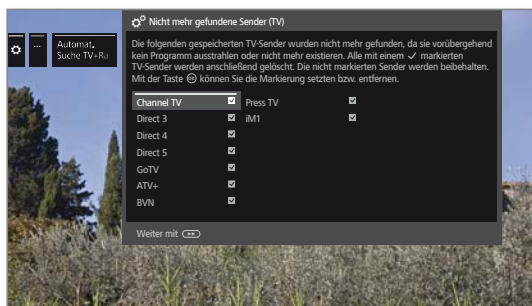 Nicht mehr gefundene Sender (TV)
...
Automat.
Suche TV+Ra
Die folgenden gespeicherten TV-Sender wurden nicht mehr gefunden, da sie vorübergehend
kein Programm ausstrahlen oder nicht mehr existieren. Alle mit einem ✓ markierten
TV-Sender werden anschließend gelöscht. Die nicht markierten Sender werden beibehalten.
Mit der Taste OK können Sie die Markierung setzten bzw. entfernen.
Channel TV
Direct 3
Direct 4
Direct 5
GoTV
ATV+
BVN
Press TV
iM1
Weiter mit